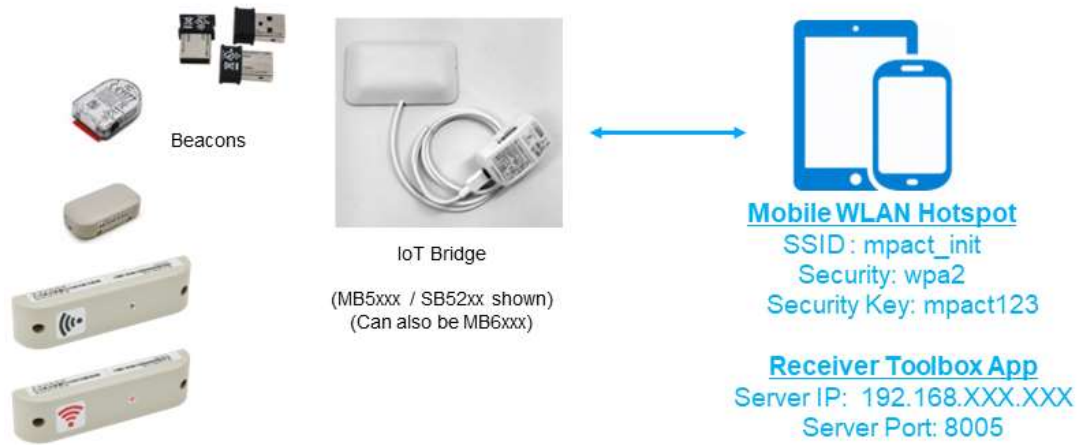 Beacons
IoT Bridge
(MB5xxx / SB52xx shown)
(Can also be MB6xxx)
Mobile WLAN Hotspot
SSID : mpact_init
Security: wpa2
Security Key: mpact123
Receiver Toolbox App
Server IP: 192.168.XXX.XXX
Server Port: 8005